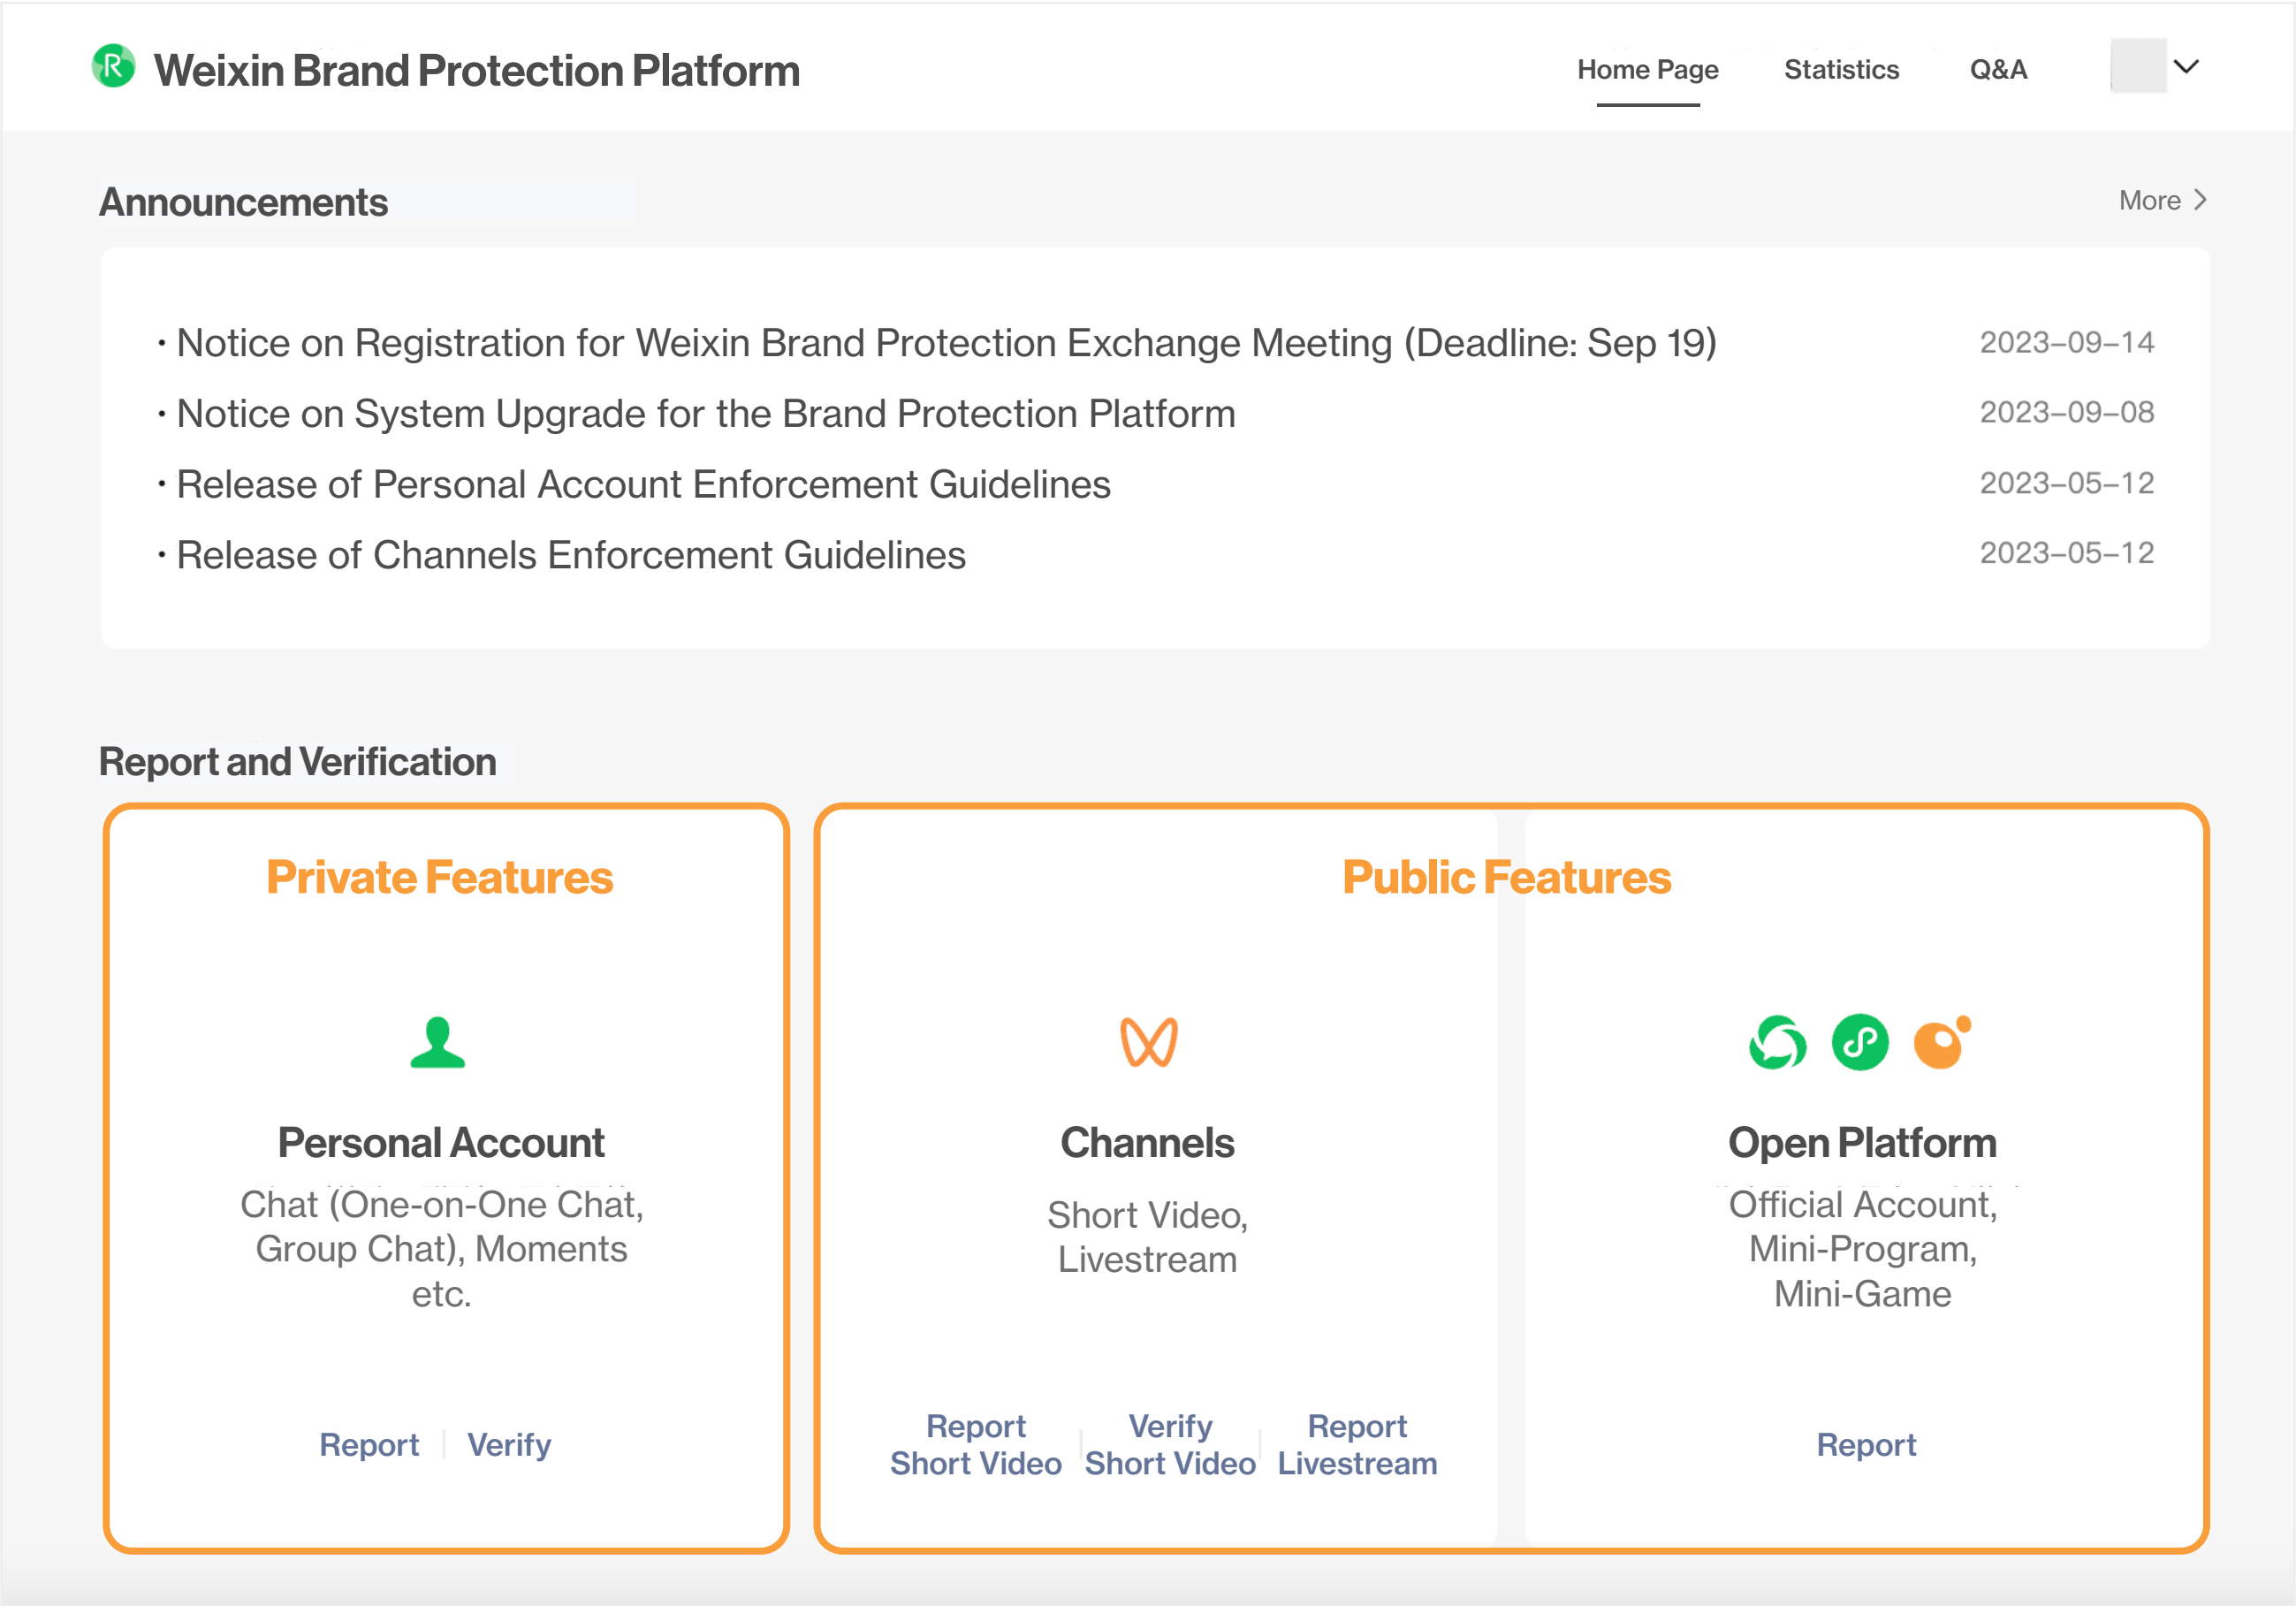 R Weixin Brand Protection Platform
Home Page Statistics Q&A
Announcements
More
· Notice on Registration for Weixin Brand Protection Exchange Meeting (Deadline: Sep 19) 2023–09–14
· Notice on System Upgrade for the Brand Protection Platform 2023–09–08
· Release of Personal Account Enforcement Guidelines 2023–05–12
· Release of Channels Enforcement Guidelines 2023–05–12
Report and Verification
Private Features
Personal Account
Chat (One-on-One Chat,
Group Chat), Moments
etc.
Report | Verify
Public Features
Channels
Short Video,
Livestream
Report
Short Video
Verify
Short Video
Report
Livestream
Open Platform
Official Account,
Mini-Program,
Mini-Game
Report